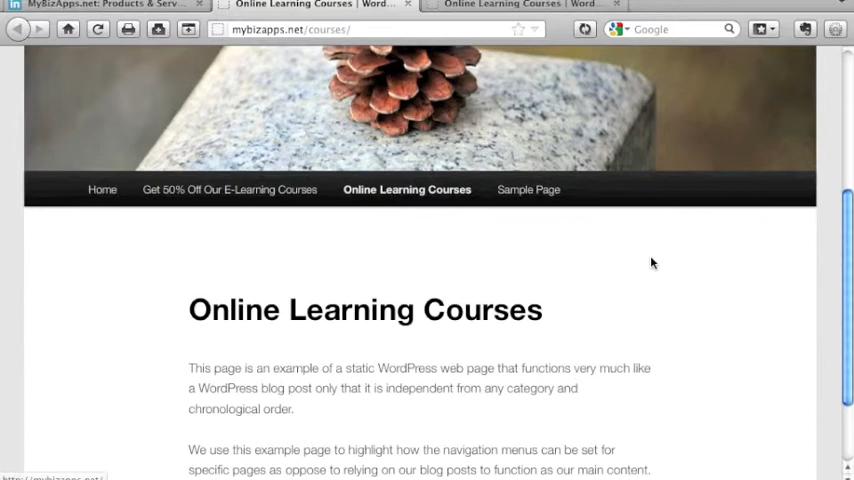 MyBizApps.net: Products & Serv...
Online Learning Courses | Word...
Online Learning Courses | Word...
mybizapps.net/courses/
Google
Home
Get 50% Off Our E-Learning Courses
Online Learning Courses
Sample Page
Online Learning Courses
This page is an example of a static WordPress web page that functions very much like
a WordPress blog post only that it is independent from any category and
chronological order.
We use this example page to highlight how the navigation menus can be set for
specific pages as oppose to relying on our blog posts to function as our main content.
http://mybizapps.net/